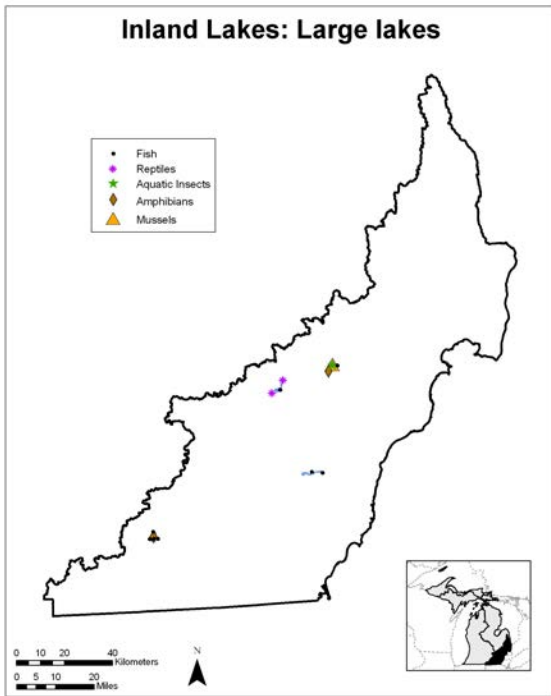 Inland Lakes: Large lakes
Fish
Reptiles
Aquatic Insects
Amphibians
Mussels
N
0 10 20 40
Kilometers
0 5 10 20
Miles